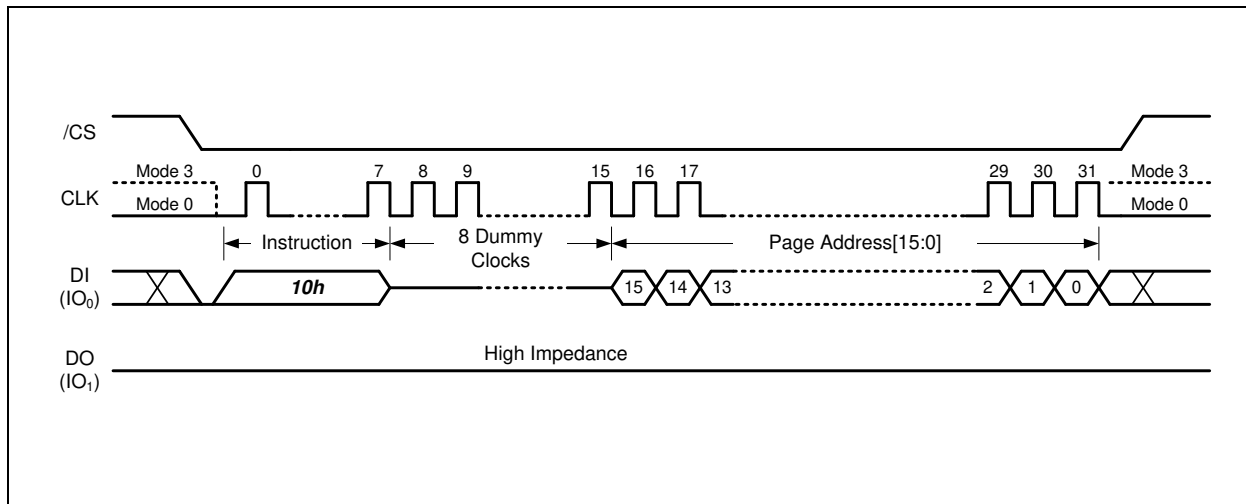 /CS
Mode 3 0 7 8 9 15 16 17 29 30 31 Mode 3
CLK
Mode 0 Mode 0
Instruction 8 Dummy Clocks Page Address[15:0]
DI
(IO₀)
10h 15 14 13 2 1 0
DO
(IO₁)
High Impedance